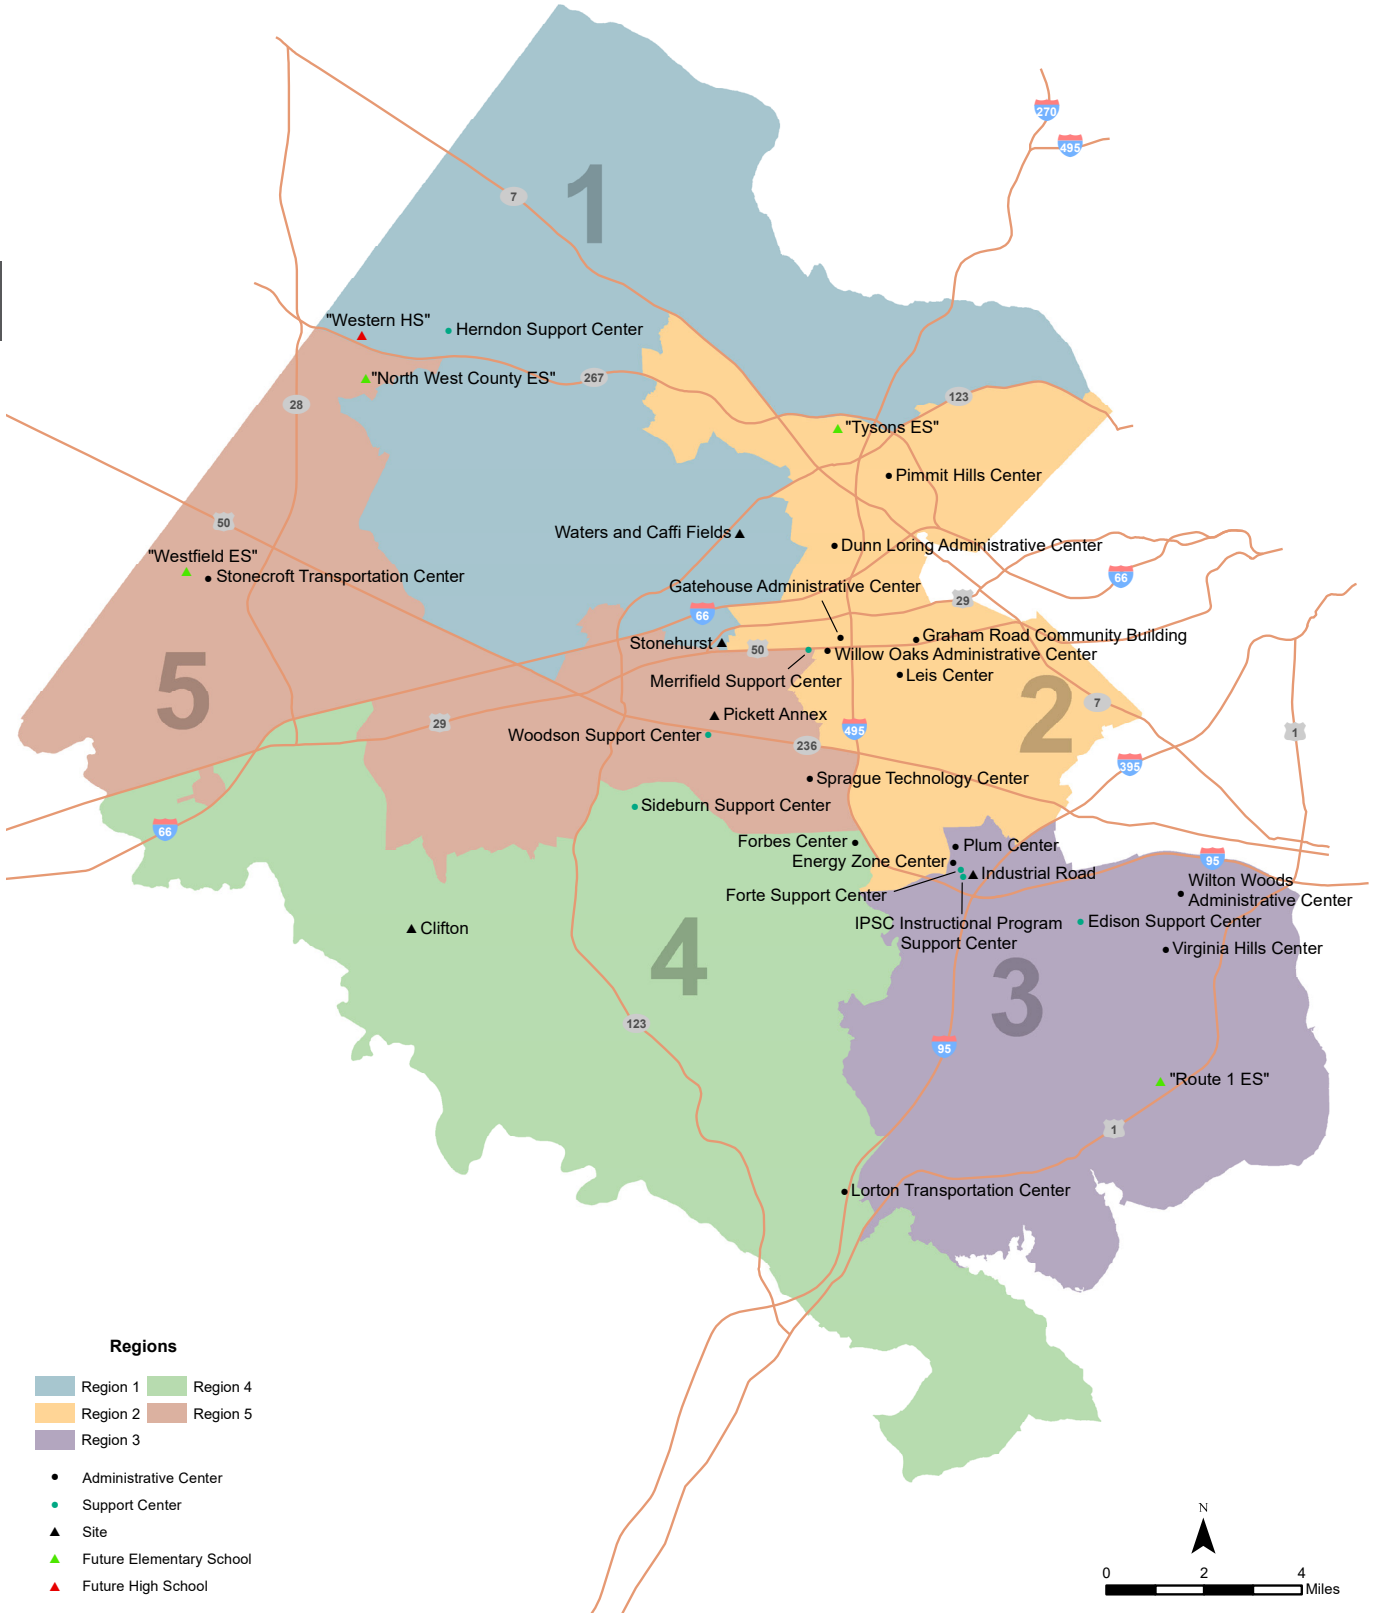 270
495
7
1
"Western HS"
Herndon Support Center
"North West County ES"
267
28
123
"Tysons ES"
Pimmit Hills Center
50
Waters and Caffi Fields
Dunn Loring Administrative Center
"Westfield ES"
Stonecroft Transportation Center
Gatehouse Administrative Center
66
29
66
Stonehurst
50
Graham Road Community Building
Willow Oaks Administrative Center
Merrifield Support Center
Leis Center
5
2
7
29
Pickett Annex
Woodson Support Center
495
236
1
395
Sprague Technology Center
Sideburn Support Center
66
Forbes Center
Plum Center
Energy Zone Center
95
Industrial Road
Forte Support Center
Wilton Woods
Administrative Center
IPSC Instructional Program
Support Center
Edison Support Center
Clifton
Virginia Hills Center
4
3
123
95
"Route 1 ES"
1
Lorton Transportation Center
Regions
Region 1
Region 4
Region 2
Region 5
Region 3
Administrative Center
Support Center
Site
Future Elementary School
Future High School
N
0 2 4
Miles